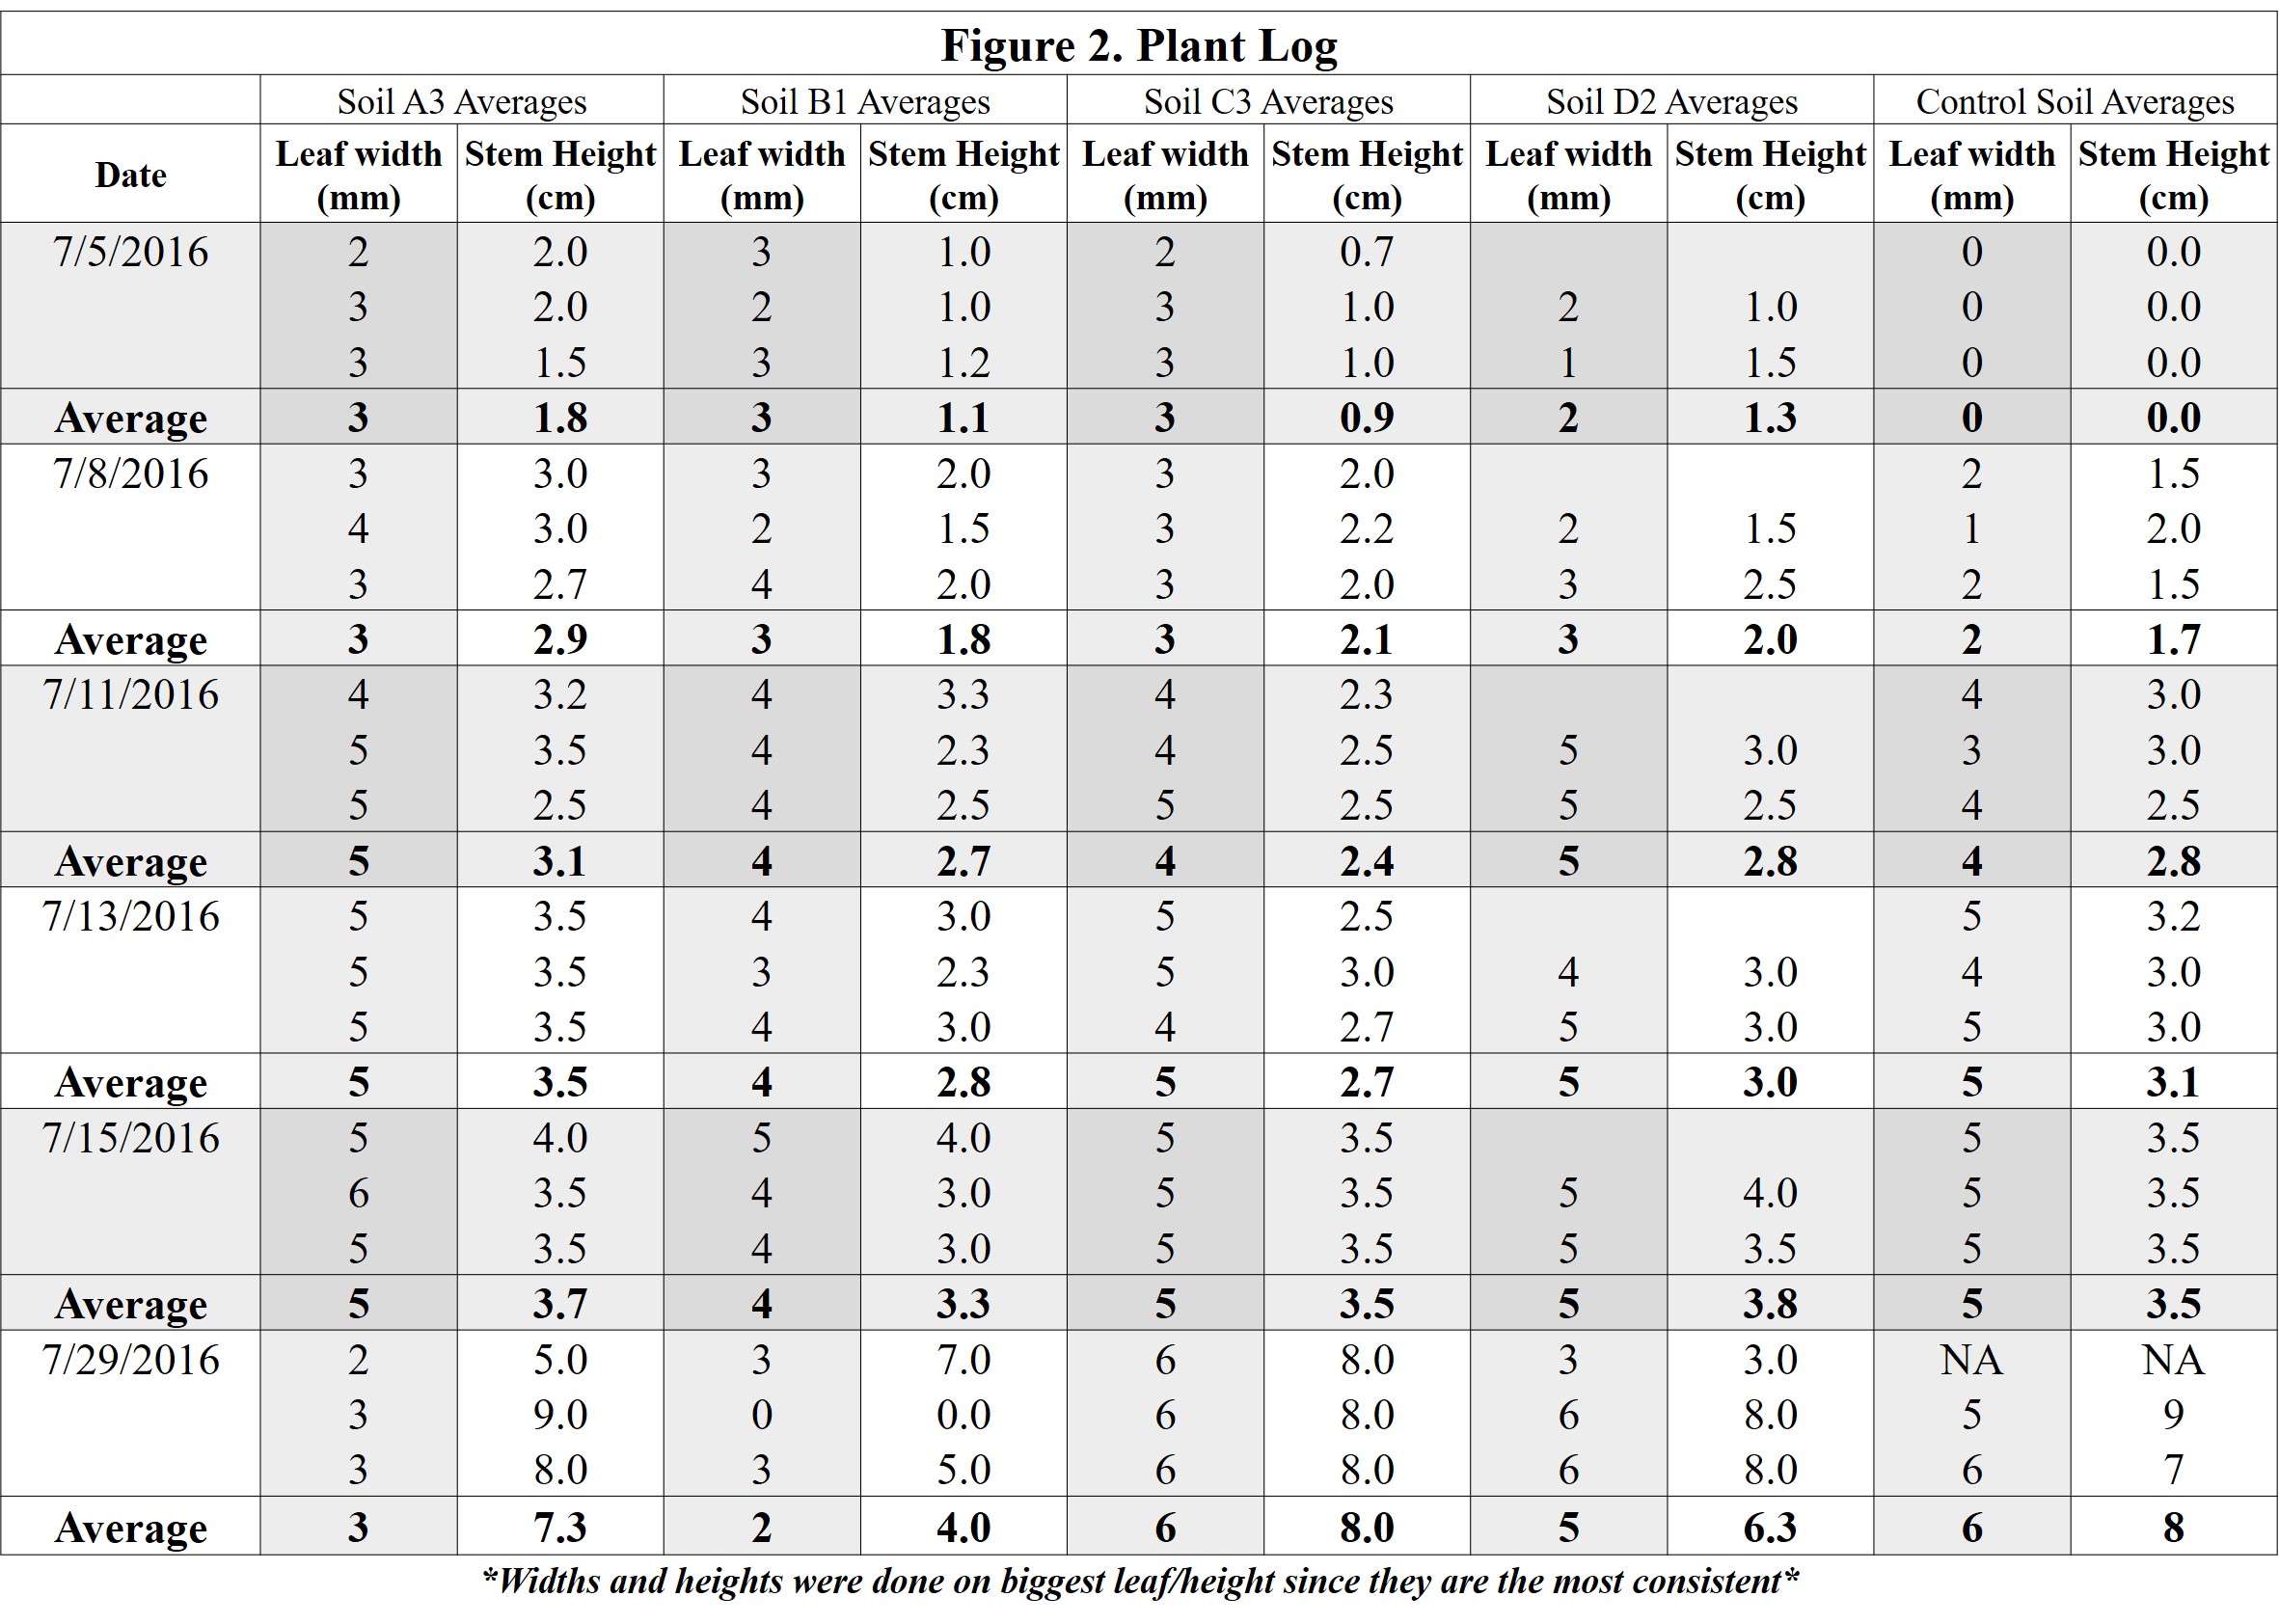 Figure 2. Plant Log
Soil A3 Averages Soil B1 Averages Soil C3 Averages Soil D2 Averages Control Soil Averages
Date Leaf width (mm) Stem Height (cm) Leaf width (mm) Stem Height (cm) Leaf width (mm) Stem Height (cm) Leaf width (mm) Stem Height (cm) Leaf width (mm) Stem Height (cm)
7/5/2016 2 2.0 3 1.0 2 0.7 0 0.0
3 2.0 2 1.0 3 1.0 2 1.0 0 0.0
3 1.5 3 1.2 3 1.0 1 1.5 0 0.0
Average 3 1.8 3 1.1 3 0.9 2 1.3 0 0.0
7/8/2016 3 3.0 3 2.0 3 2.0 2 1.5
4 3.0 2 1.5 3 2.2 2 1.5 1 2.0
3 2.7 4 2.0 3 2.0 3 2.5 2 1.5
Average 3 2.9 3 1.8 3 2.1 3 2.0 2 1.7
7/11/2016 4 3.2 4 3.3 4 2.3 4 3.0
5 3.5 4 2.3 4 2.5 5 3.0 3 3.0
5 2.5 4 2.5 5 2.5 5 2.5 4 2.5
Average 5 3.1 4 2.7 4 2.4 5 2.8 4 2.8
7/13/2016 5 3.5 4 3.0 5 2.5 5 3.2
5 3.5 3 2.3 5 3.0 4 3.0 4 3.0
5 3.5 4 3.0 4 2.7 5 3.0 5 3.0
Average 5 3.5 4 2.8 5 2.7 5 3.0 5 3.1
7/15/2016 5 4.0 5 4.0 5 3.5 5 3.5
6 3.5 4 3.0 5 3.5 5 4.0 5 3.5
5 3.5 4 3.0 5 3.5 5 3.5 5 3.5
Average 5 3.7 4 3.3 5 3.5 5 3.8 5 3.5
7/29/2016 2 5.0 3 7.0 6 8.0 3 3.0 NA NA
3 9.0 0 0.0 6 8.0 6 8.0 5 9
3 8.0 3 5.0 6 8.0 6 8.0 6 7
Average 3 7.3 2 4.0 6 8.0 5 6.3 6 8
*Widths and heights were done on biggest leaf/height since they are the most consistent*